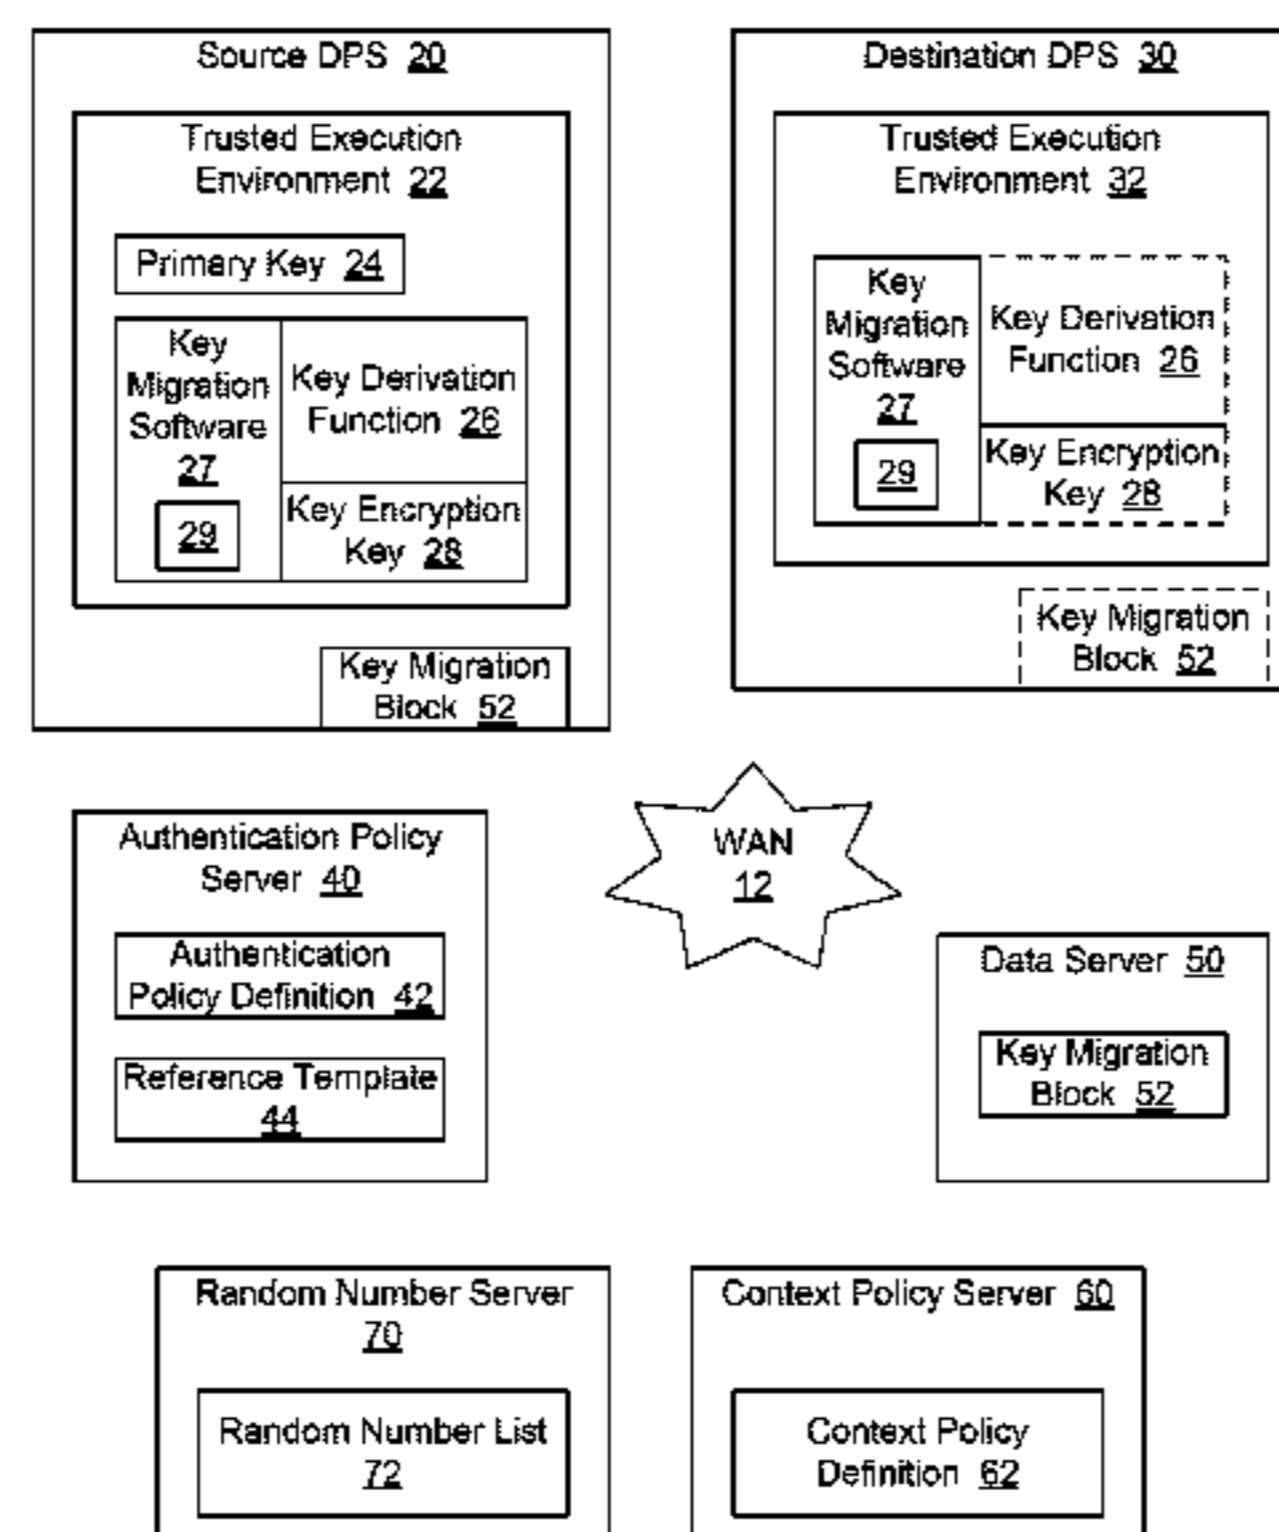 Source DPS 20
Trusted Execution
Environment 22
Primary Key 24
Key
Migration
Software
27
29
Key Derivation
Function 26
Key Encryption
Key 28
Key Migration
Block 52
Destination DPS 30
Trusted Execution
Environment 32
Key
Migration
Software
27
29
Key Derivation
Function 26
Key Encryption
Key 28
Key Migration
Block 52
WAN
12
Authentication Policy
Server 40
Authentication
Policy Definition 42
Reference Template
44
Data Server 50
Key Migration
Block 52
Random Number Server
70
Random Number List
72
Context Policy Server 60
Context Policy
Definition 62